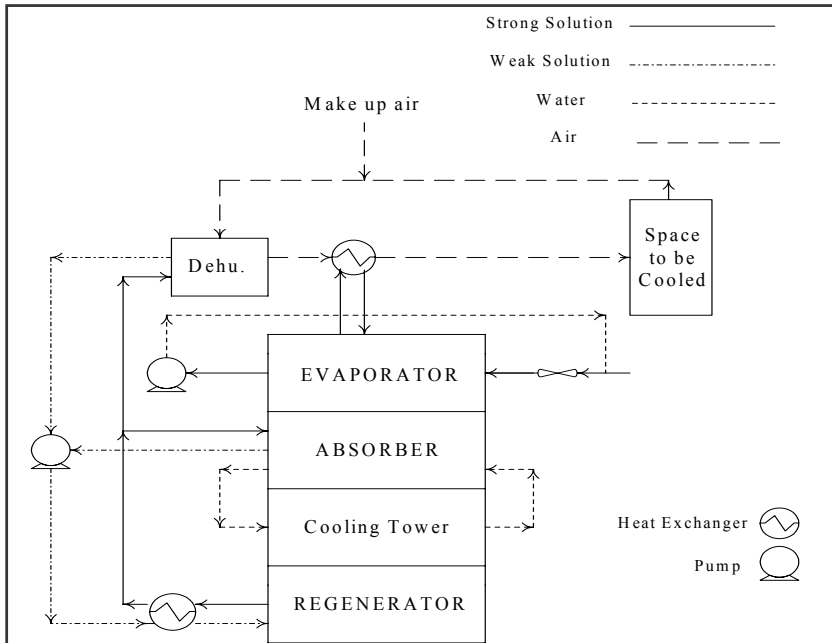 Strong Solution
Weak Solution
Water
Air
Make up air
Dehu.
Space
to be
Cooled
EVAPORATOR
ABSORBER
Cooling Tower
REGENERATOR
Heat Exchanger
Pump